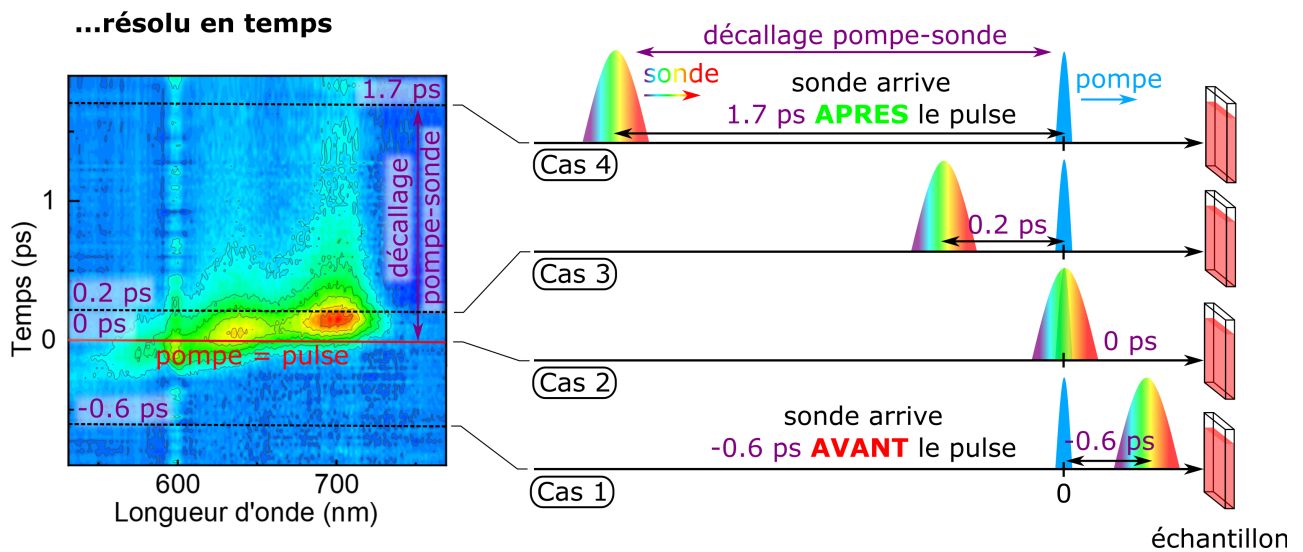 ...résolu en temps
1.7 ps
décallage
pompe-sonde
0.2 ps
0 ps
pompe = pulse
-0.6 ps
1
0
Temps (ps)
600
700
Longueur d'onde (nm)
décallage pompe-sonde
sonde
sonde arrive
1.7 ps APRES le pulse
pompe
Cas 4
0.2 ps
Cas 3
0 ps
Cas 2
sonde arrive
-0.6 ps AVANT le pulse
-0.6 ps
Cas 1
0
échantillon